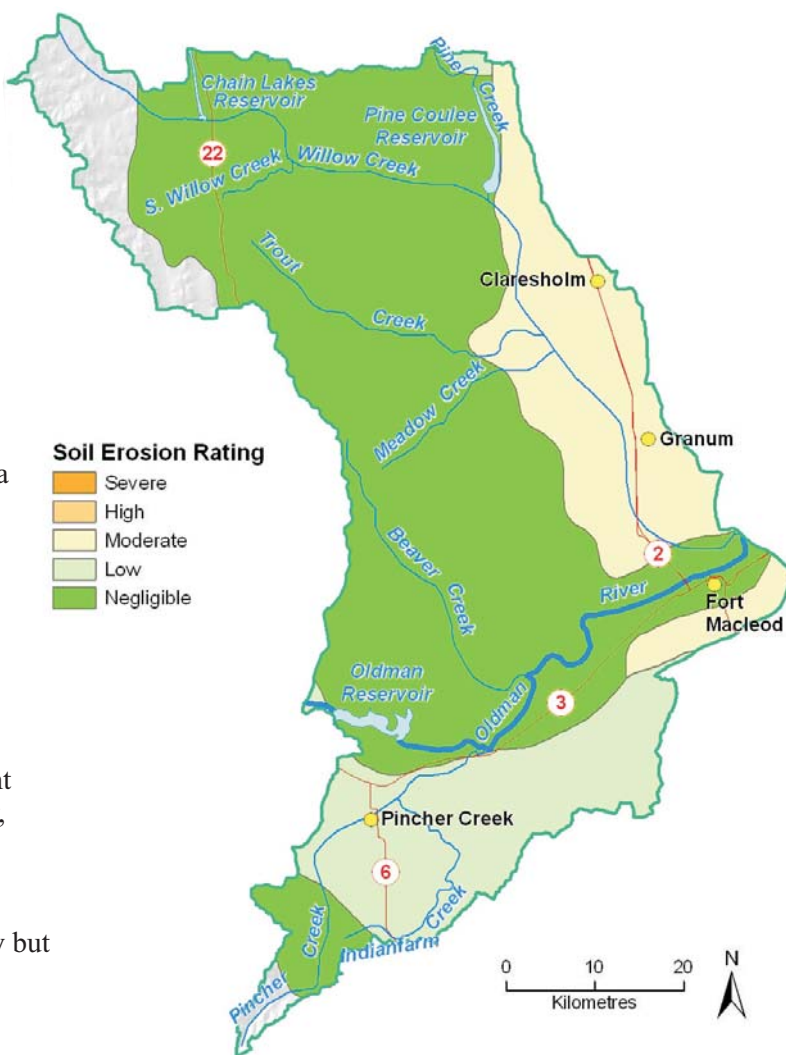 Pine Creek
Chain Lakes
Reservoir
Pine Coulee
Reservoir
22
Willow Creek
S. Willow Creek
Trout
Creek
Claresholm
Meadow Creek
Granum
a
Soil Erosion Rating
Severe
High
Moderate
Low
Negligible
Beaver
Creek
2
River
Fort
Macleod
Oldman
Reservoir
Oldman
3
nt
,
Pincher Creek
6
y but
Creek
Indianfarm
Creek
Pincher
0 10 20
Kilometres
N